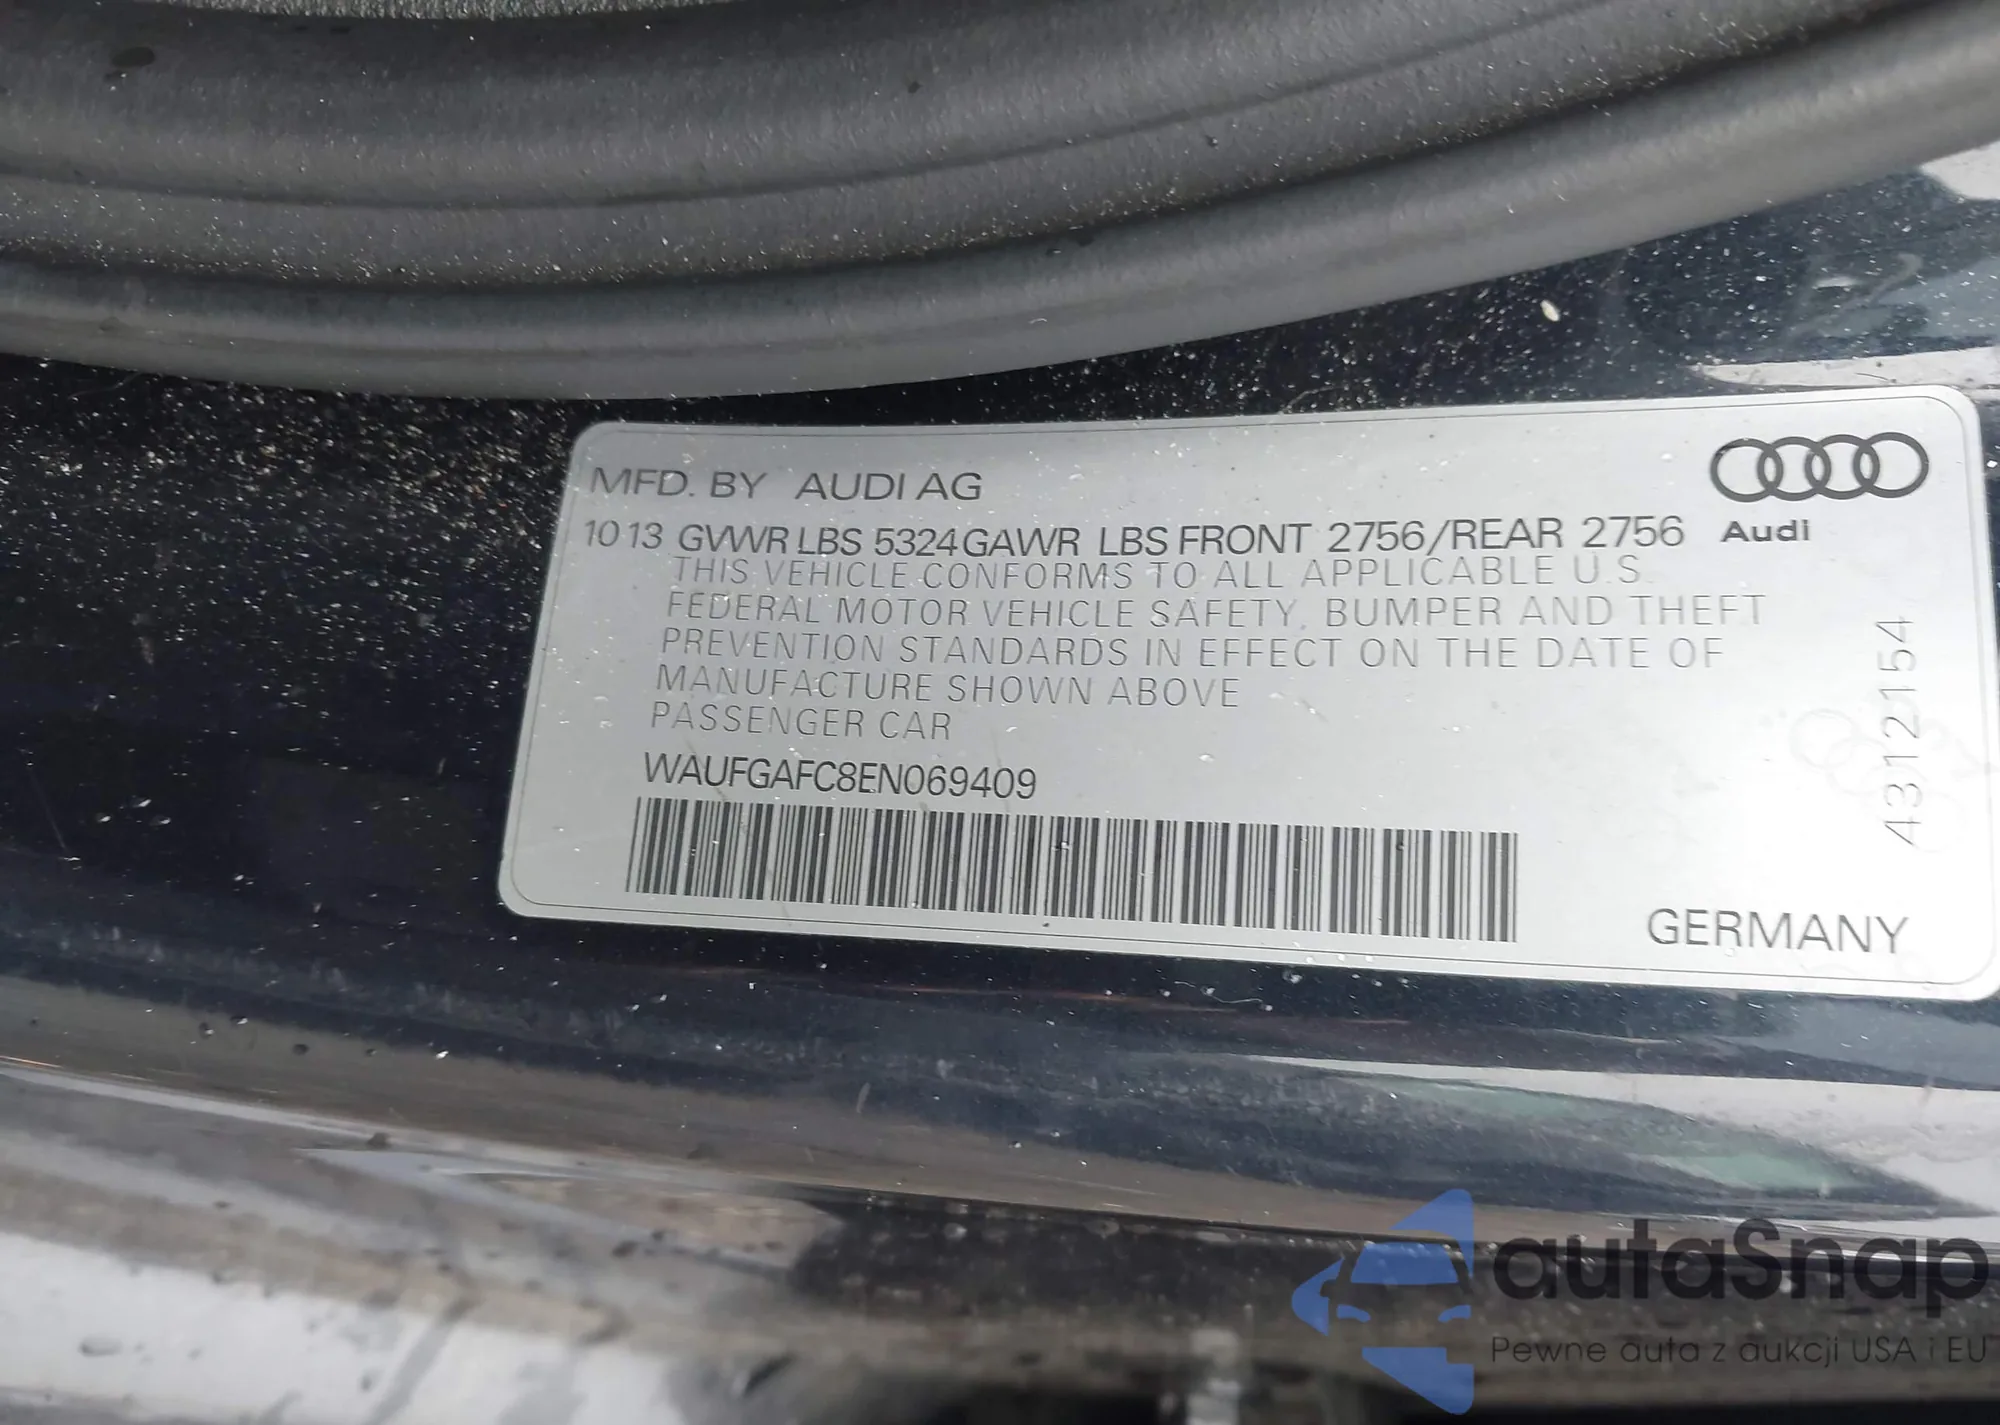 MFD. BY AUDI AG
10 13 GVWR LBS 5324 GAWR LBS FRONT 2756/REAR 2756
Audi
THIS VEHICLE CONFORMS TO ALL APPLICABLE U.S.
FEDERAL MOTOR VEHICLE SAFETY, BUMPER AND THEFT
PREVENTION STANDARDS IN EFFECT ON THE DATE OF
MANUFACTURE SHOWN ABOVE
PASSENGER CAR
WAUFGAFC8EN069409
4312154
GERMANY
autaSnap
Pewne auta z aukcji USA i EU